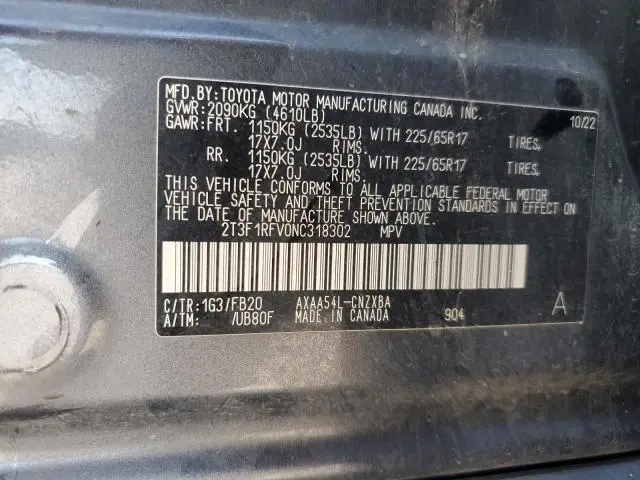 MFD.BY:TOYOTA MOTOR MANUFACTURING CANADA INC. 10/22
GVWR:2090KG (4610LB)
GAWR:FRT. 1150KG (2535LB) WITH 225/65R17 TIRES,
17X7.0J RIMS.
RR. 1150KG (2535LB) WITH 225/65R17 TIRES,
17X7.0J RIMS.
THIS VEHICLE CONFORMS TO ALL APPLICABLE FEDERAL MOTOR
VEHICLE SAFETY AND THEFT PREVENTION STANDARDS IN EFFECT ON
THE DATE OF MANUFACTURE SHOWN ABOVE.
2T3F1RFV0NC318302 MPV
C/TR:1G3/FB20 AXAA54L-CNZXBA A
A/TM: /UB80F MADE IN CANADA 904